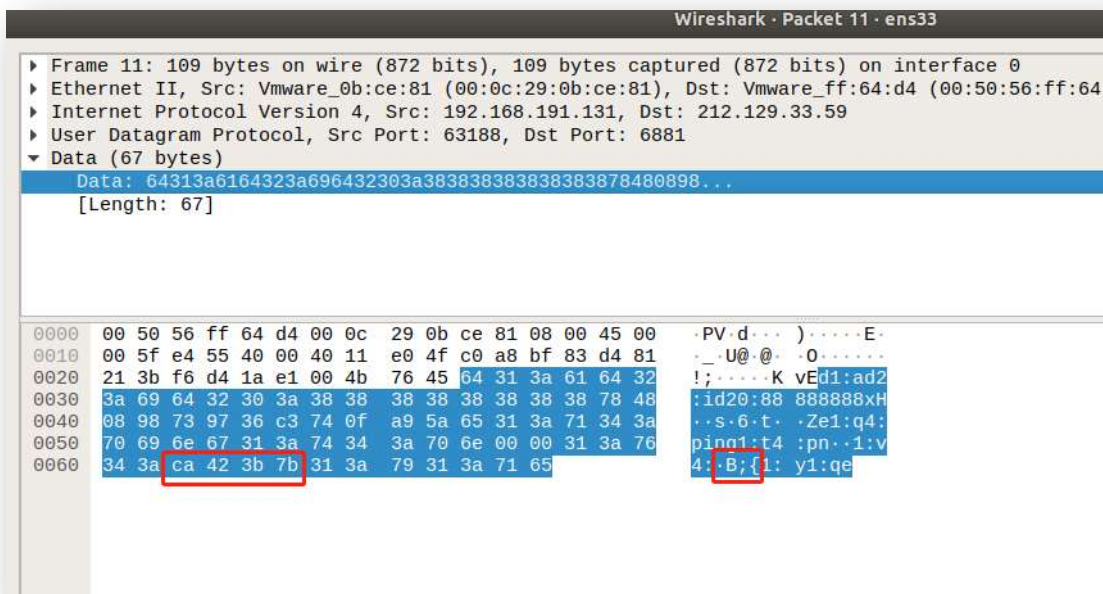 Wireshark · Packet 11 · ens33
Frame 11: 109 bytes on wire (872 bits), 109 bytes captured (872 bits) on interface 0
Ethernet II, Src: Vmware_0b:ce:81 (00:0c:29:0b:ce:81), Dst: Vmware_ff:64:d4 (00:50:56:ff:64
Internet Protocol Version 4, Src: 192.168.191.131, Dst: 212.129.33.59
User Datagram Protocol, Src Port: 63188, Dst Port: 6881
Data (67 bytes)
Data: 64313a6164323a696432303a3838383838383838784808​98...
[Length: 67]
0000 00 50 56 ff 64 d4 00 0c 29 0b ce 81 08 00 45 00 ·PV·d··· )·····E·
0010 00 5f e4 55 40 00 40 11 e0 4f c0 a8 bf 83 d4 81 ·_·U@·@· ·O······
0020 21 3b f6 d4 1a e1 00 4b 76 45 64 31 3a 61 64 32 !;·····K vEd1:ad2
0030 3a 69 64 32 30 3a 38 38 38 38 38 38 38 38 78 48 :id20:88 888888xH
0040 08 98 73 97 36 c3 74 0f a9 5a 65 31 3a 71 34 3a ··s·6·t· ·Ze1:q4:
0050 70 69 6e 67 31 3a 74 34 3a 70 6e 00 00 31 3a 76 ping1:t4 :pn··1:v
0060 34 3a ca 42 3b 7b 31 3a 79 31 3a 71 65 4:·B;{1: y1:qe